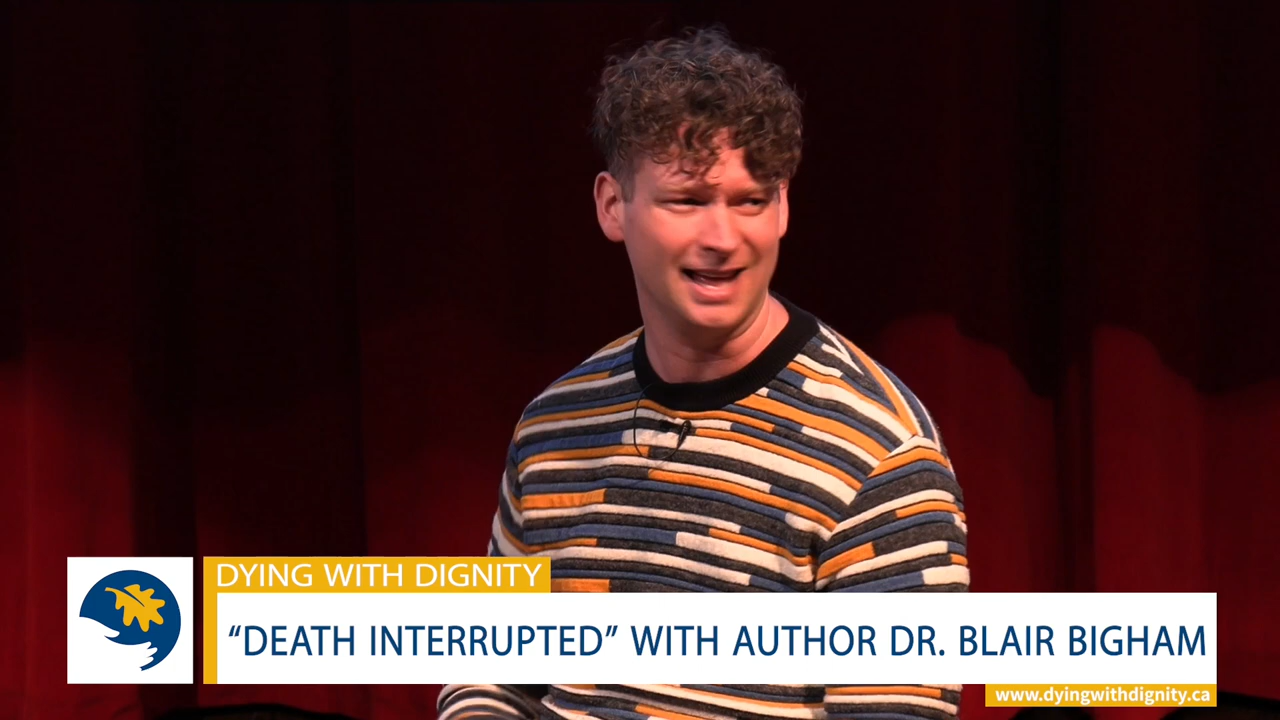 DYING WITH DIGNITY
“DEATH INTERRUPTED” WITH AUTHOR DR. BLAIR BIGHAM
www.dyingwithdignity.ca